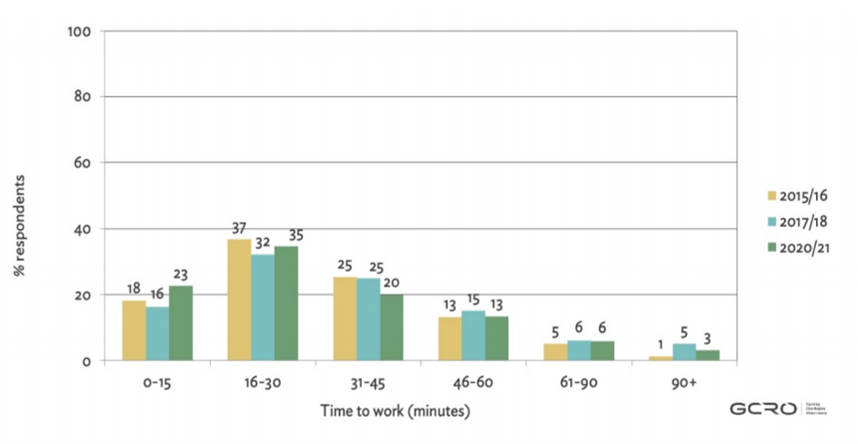 100
80
60
40
20
0
% respondents
18 16 23
37 32 35
25 25 20
13 15 13
5 6 6
1 5 3
0-15 16-30 31-45 46-60 61-90 90+
Time to work (minutes)
2015/16
2017/18
2020/21
GCRO